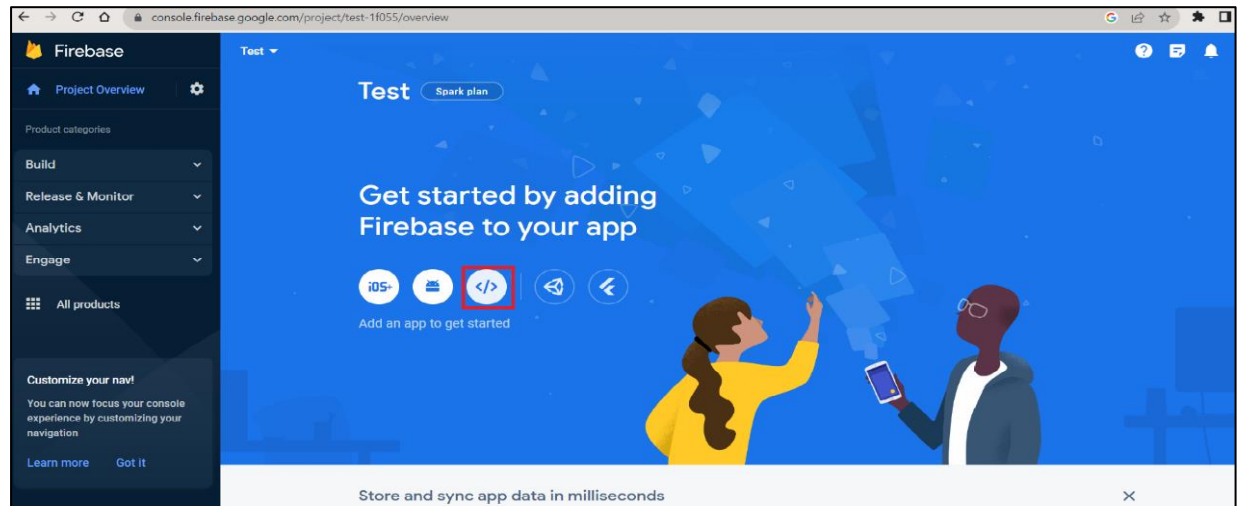 console.firebase.google.com/project/test-1f055/overview
Firebase
Project Overview
Product categories
Build
Release & Monitor
Analytics
Engage
All products
Customize your nav!
You can now focus your console
experience by customizing your
navigation
Learn more Got it
Test
Test Spark plan
Get started by adding
Firebase to your app
iOS+ </>
Add an app to get started
Store and sync app data in milliseconds